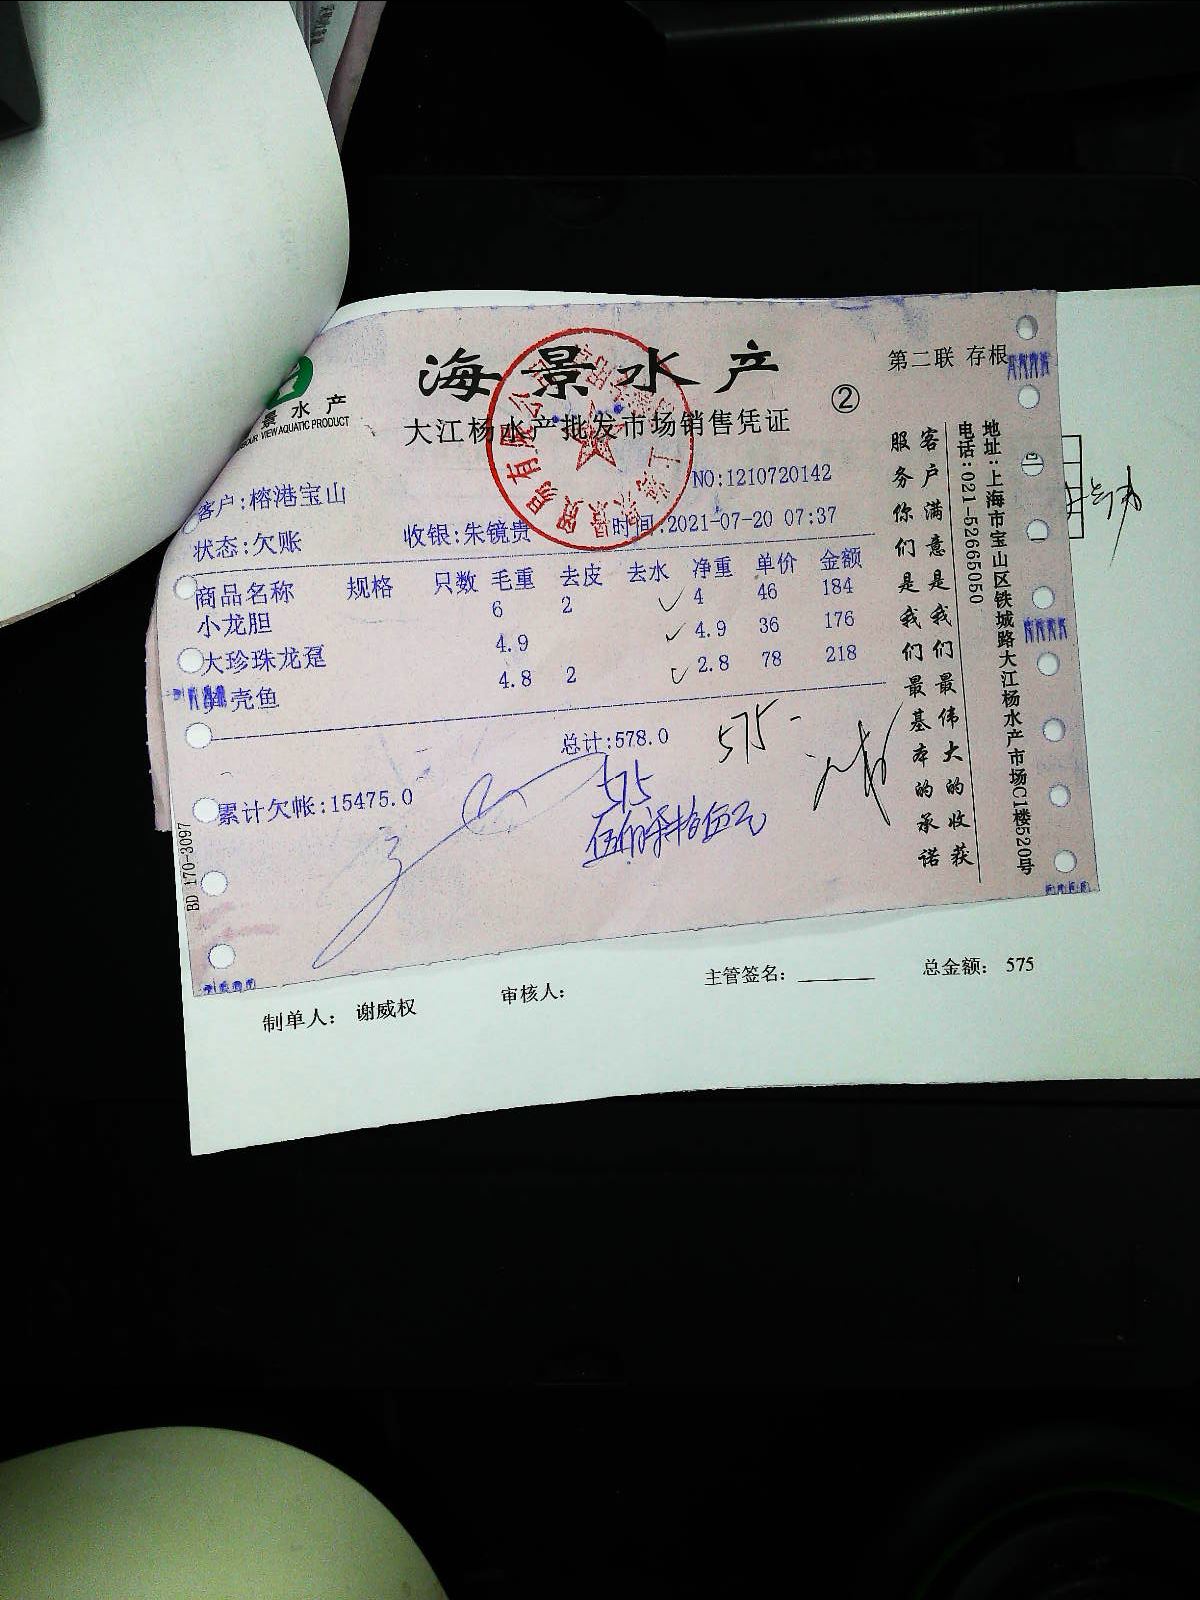 海景水产
大江杨水产批发市场销售凭证
②
第二联 存根
景水产
VIEW AQUATIC PRODUCT
NO:1210720142
客户:榕港宝山
状态:欠账 收银:朱镜贵 时间:2021-07-20 07:37
商品名称 规格 只数 毛重 去皮 去水 净重 单价 金额
小龙胆 6 2 4 46 184
大珍珠龙趸 4.9 4.9 36 176
壳鱼 4.8 2 2.8 78 218
总计:578.0
575-
575
伍佰柒拾伍元
累计欠帐:15475.0
BD 170-3097
客户满意是我们最伟大的收获
服务你们是我们最基本的承诺
地址:上海市宝山区铁城路大江杨水产市场C1楼520号
电话:021-52665050
制单人: 谢威权 审核人: 主管签名: 总金额: 575